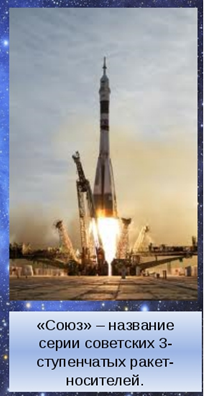 «Союз» – название
серии советских 3-
ступенчатых ракет-
носителей.